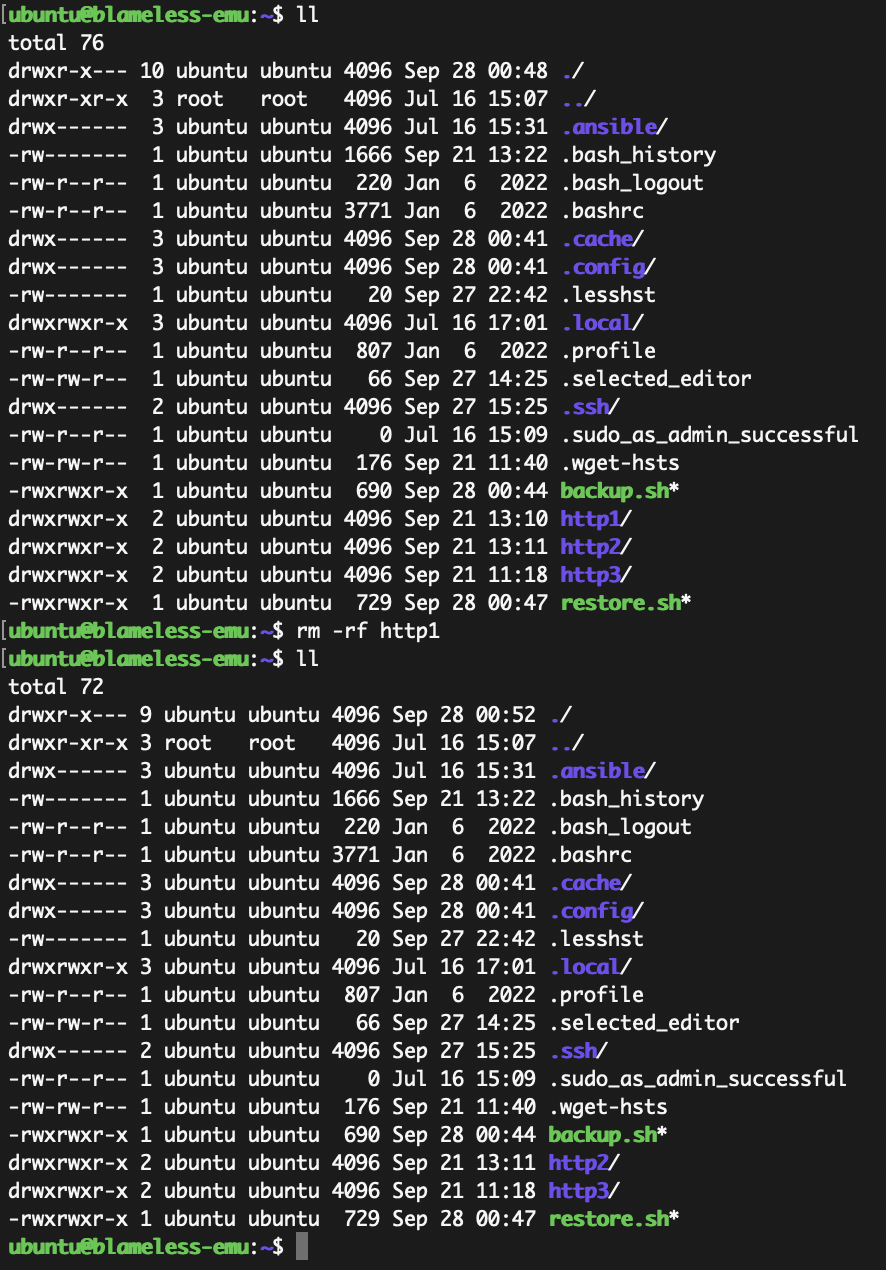 [ubuntu@blameless-emu:~$ ll
total 76
drwxr-x--- 10 ubuntu ubuntu 4096 Sep 28 00:48 ./
drwxr-xr-x  3 root   root   4096 Jul 16 15:07 ../
drwx------  3 ubuntu ubuntu 4096 Jul 16 15:31 .ansible/
-rw-------  1 ubuntu ubuntu 1666 Sep 21 13:22 .bash_history
-rw-r--r--  1 ubuntu ubuntu  220 Jan  6  2022 .bash_logout
-rw-r--r--  1 ubuntu ubuntu 3771 Jan  6  2022 .bashrc
drwx------  3 ubuntu ubuntu 4096 Sep 28 00:41 .cache/
drwx------  3 ubuntu ubuntu 4096 Sep 28 00:41 .config/
-rw-------  1 ubuntu ubuntu   20 Sep 27 22:42 .lesshst
drwxrwxr-x  3 ubuntu ubuntu 4096 Jul 16 17:01 .local/
-rw-r--r--  1 ubuntu ubuntu  807 Jan  6  2022 .profile
-rw-rw-r--  1 ubuntu ubuntu   66 Sep 27 14:25 .selected_editor
drwx------  2 ubuntu ubuntu 4096 Sep 27 15:25 .ssh/
-rw-r--r--  1 ubuntu ubuntu    0 Jul 16 15:09 .sudo_as_admin_successful
-rw-rw-r--  1 ubuntu ubuntu  176 Sep 21 11:40 .wget-hsts
-rwxrwxr-x  1 ubuntu ubuntu  690 Sep 28 00:44 backup.sh*
drwxrwxr-x  2 ubuntu ubuntu 4096 Sep 21 13:10 http1/
drwxrwxr-x  2 ubuntu ubuntu 4096 Sep 21 13:11 http2/
drwxrwxr-x  2 ubuntu ubuntu 4096 Sep 21 11:18 http3/
-rwxrwxr-x  1 ubuntu ubuntu  729 Sep 28 00:47 restore.sh*
[ubuntu@blameless-emu:~$ rm -rf http1
[ubuntu@blameless-emu:~$ ll
total 72
drwxr-x--- 9 ubuntu ubuntu 4096 Sep 28 00:52 ./
drwxr-xr-x 3 root   root   4096 Jul 16 15:07 ../
drwx------ 3 ubuntu ubuntu 4096 Jul 16 15:31 .ansible/
-rw------- 1 ubuntu ubuntu 1666 Sep 21 13:22 .bash_history
-rw-r--r-- 1 ubuntu ubuntu  220 Jan  6  2022 .bash_logout
-rw-r--r-- 1 ubuntu ubuntu 3771 Jan  6  2022 .bashrc
drwx------ 3 ubuntu ubuntu 4096 Sep 28 00:41 .cache/
drwx------ 3 ubuntu ubuntu 4096 Sep 28 00:41 .config/
-rw------- 1 ubuntu ubuntu   20 Sep 27 22:42 .lesshst
drwxrwxr-x 3 ubuntu ubuntu 4096 Jul 16 17:01 .local/
-rw-r--r-- 1 ubuntu ubuntu  807 Jan  6  2022 .profile
-rw-rw-r-- 1 ubuntu ubuntu   66 Sep 27 14:25 .selected_editor
drwx------ 2 ubuntu ubuntu 4096 Sep 27 15:25 .ssh/
-rw-r--r-- 1 ubuntu ubuntu    0 Jul 16 15:09 .sudo_as_admin_successful
-rw-rw-r-- 1 ubuntu ubuntu  176 Sep 21 11:40 .wget-hsts
-rwxrwxr-x 1 ubuntu ubuntu  690 Sep 28 00:44 backup.sh*
drwxrwxr-x 2 ubuntu ubuntu 4096 Sep 21 13:11 http2/
drwxrwxr-x 2 ubuntu ubuntu 4096 Sep 21 11:18 http3/
-rwxrwxr-x 1 ubuntu ubuntu  729 Sep 28 00:47 restore.sh*
ubuntu@blameless-emu:~$